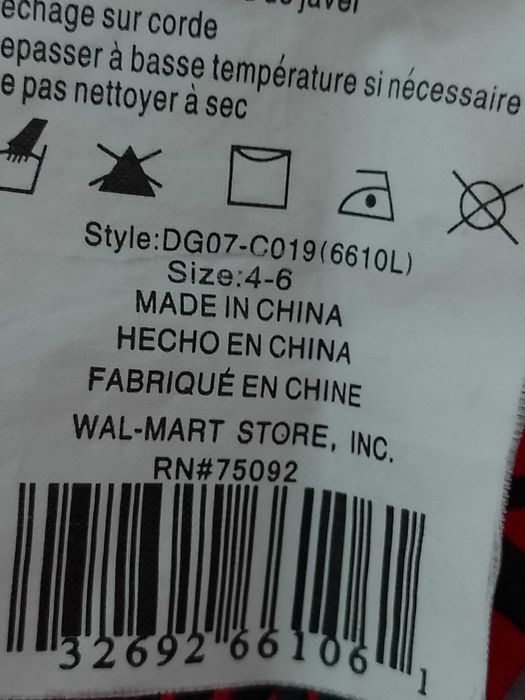 échage sur corde
epasser à basse température si nécessaire
e pas nettoyer à sec
Style:DG07-C019(6610L)
Size:4-6
MADE IN CHINA
HECHO EN CHINA
FABRIQUÉ EN CHINE
WAL-MART STORE, INC.
RN#75092
32692 66106 1